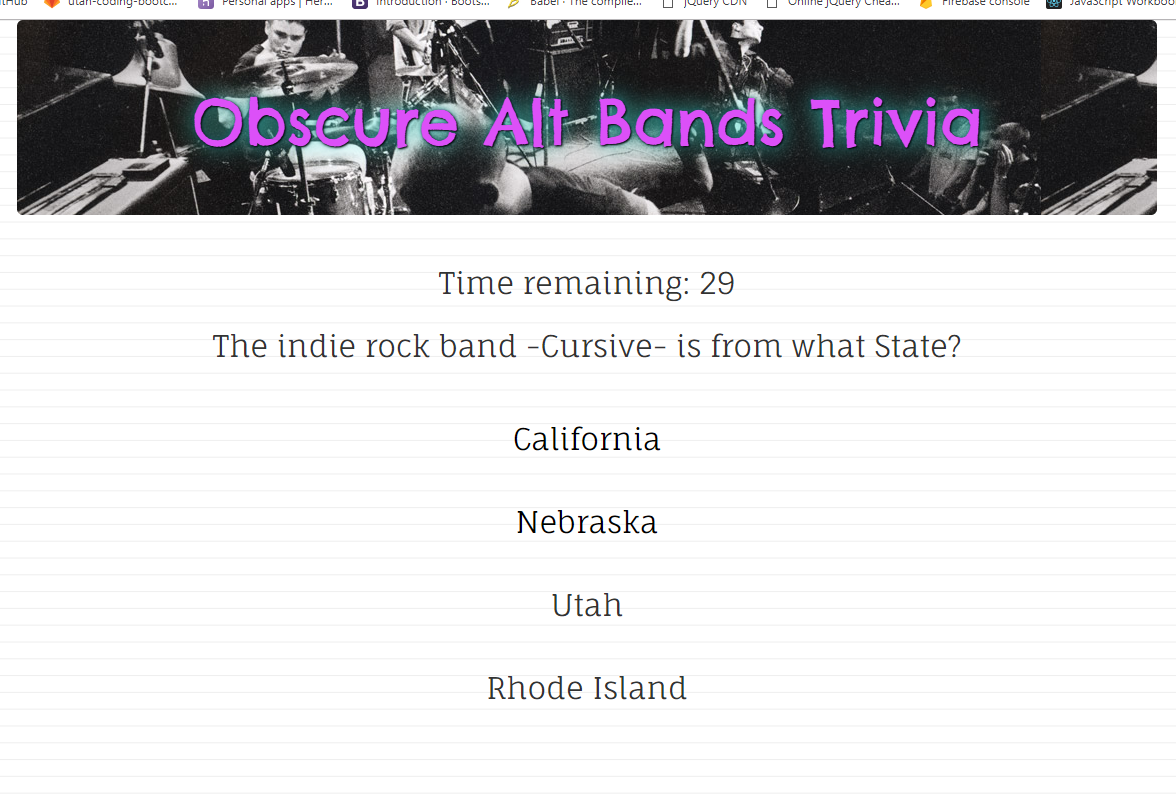 utah-coding-bootc... Personal apps | Her... Introduction · Boots... Babel · The compile... jQuery CDN Online jQuery Chea... Firebase console JavaScript Workboo
Obscure Alt Bands Trivia
Time remaining: 29
The indie rock band -Cursive- is from what State?
California
Nebraska
Utah
Rhode Island